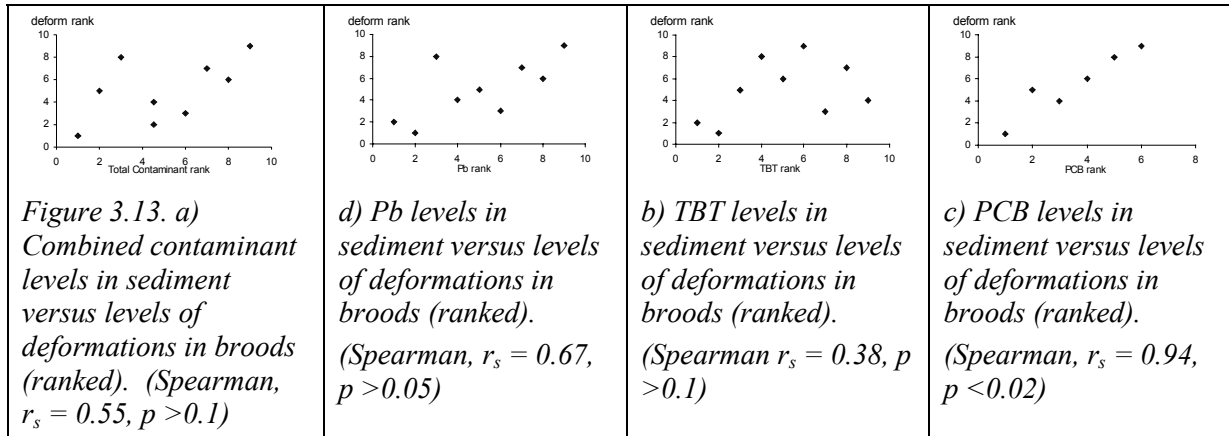 deform rank
10
8
6
4
2
0
0 2 4 6 8 10
Total Contaminant rank
Figure 3.13. a)
Combined contaminant
levels in sediment
versus levels of
deformations in broods
(ranked). (Spearman,
rs = 0.55, p >0.1)
deform rank
10
8
6
4
2
0
0 2 4 6 8 10
Pb rank
d) Pb levels in
sediment versus levels
of deformations in
broods (ranked).
(Spearman, rs = 0.67,
p >0.05)
deform rank
10
8
6
4
2
0
0 2 4 6 8 10
TBT rank
b) TBT levels in
sediment versus levels
of deformations in
broods (ranked).
(Spearman rs = 0.38, p
>0.1)
deform rank
10
8
6
4
2
0
0 2 4 6 8
PCB rank
c) PCB levels in
sediment versus levels
of deformations in
broods (ranked).
(Spearman, rs = 0.94,
p <0.02)